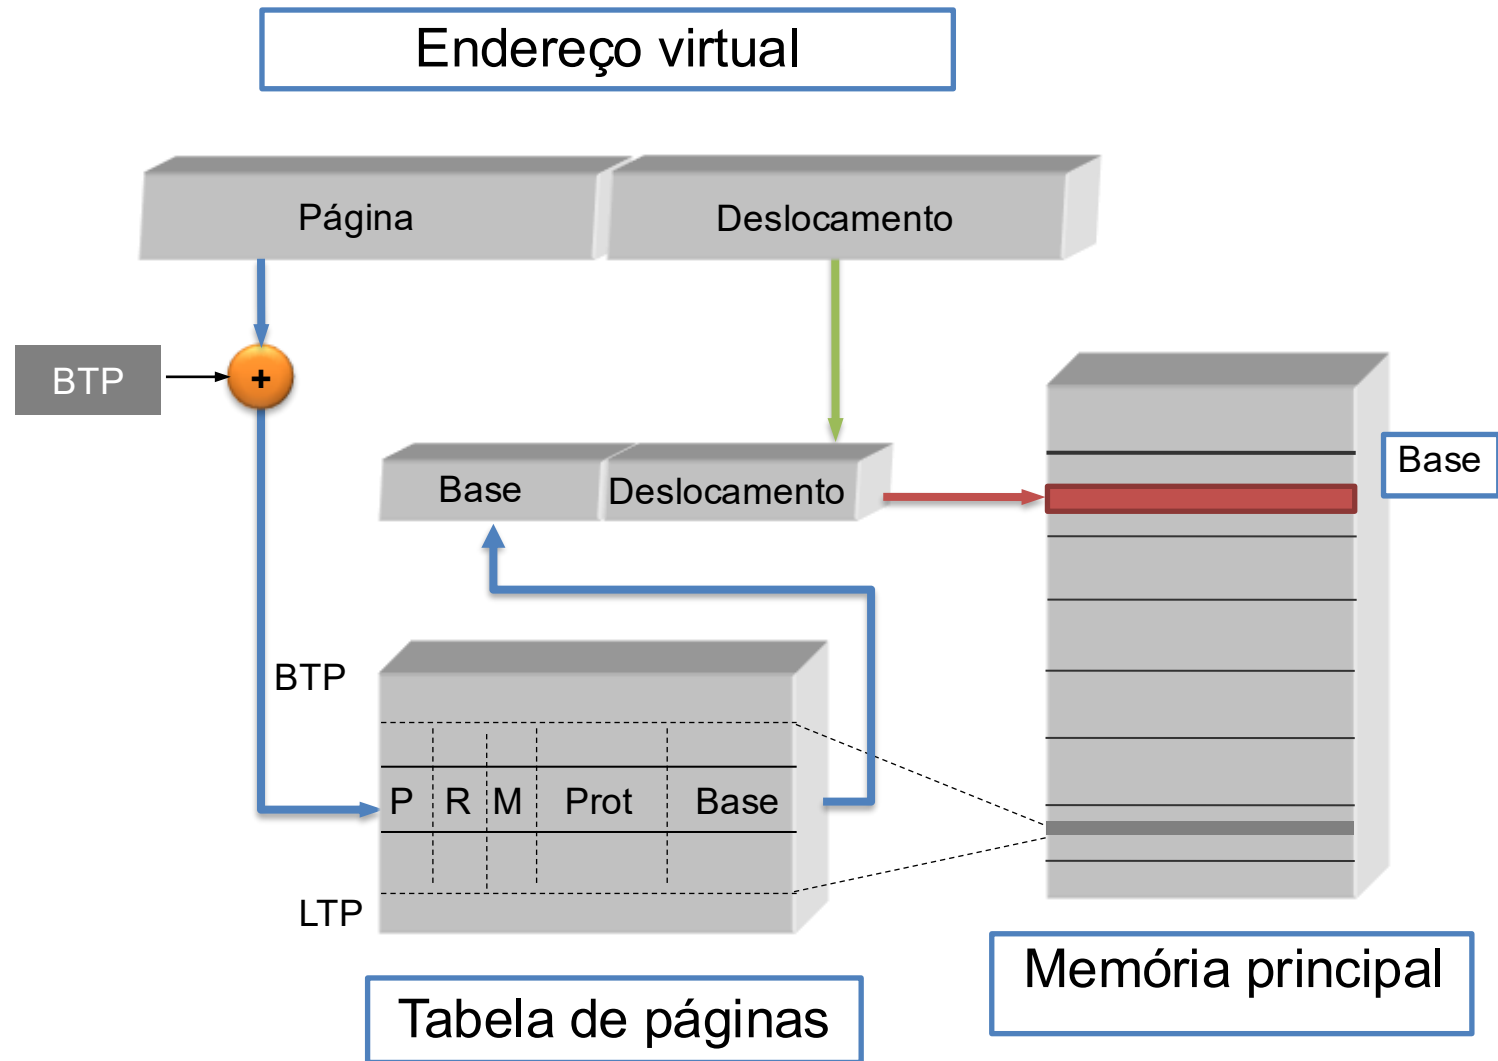 Endereço virtual
Página
Deslocamento
BTP
+
Base
Base
Deslocamento
BTP
P
R
M
Prot
Base
LTP
Memória principal
Tabela de páginas